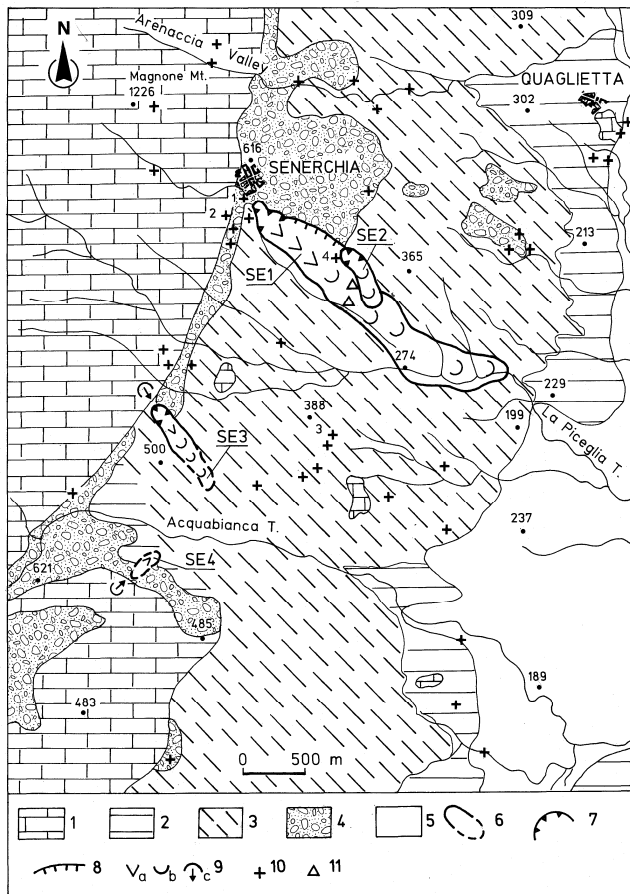 309
Arenaccia Valley
N
Magnone Mt.
1226
QUAGLIETTA
302
616
SENERCHIA
1
2
SE2
4
SE1
213
365
274
229
199
La Piceglia T.
388
3
SE3
500
Acquabianca T.
237
SE4
621
485
189
483
0 500 m
1 2 3 4 5 6 7
8 a b c 9 10 11